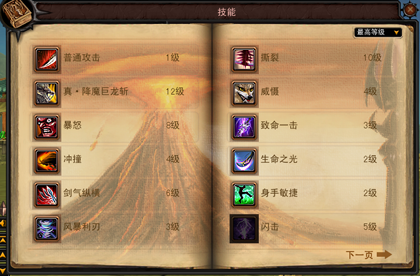 技能
最高等级
普通攻击 1级
真·降魔巨龙斩 12级
暴怒 8级
冲撞 4级
剑气纵横 6级
风暴利刃 3级
撕裂 10级
威慑 4级
致命一击 3级
生命之光 2级
身手敏捷 2级
闪击 5级
下一页